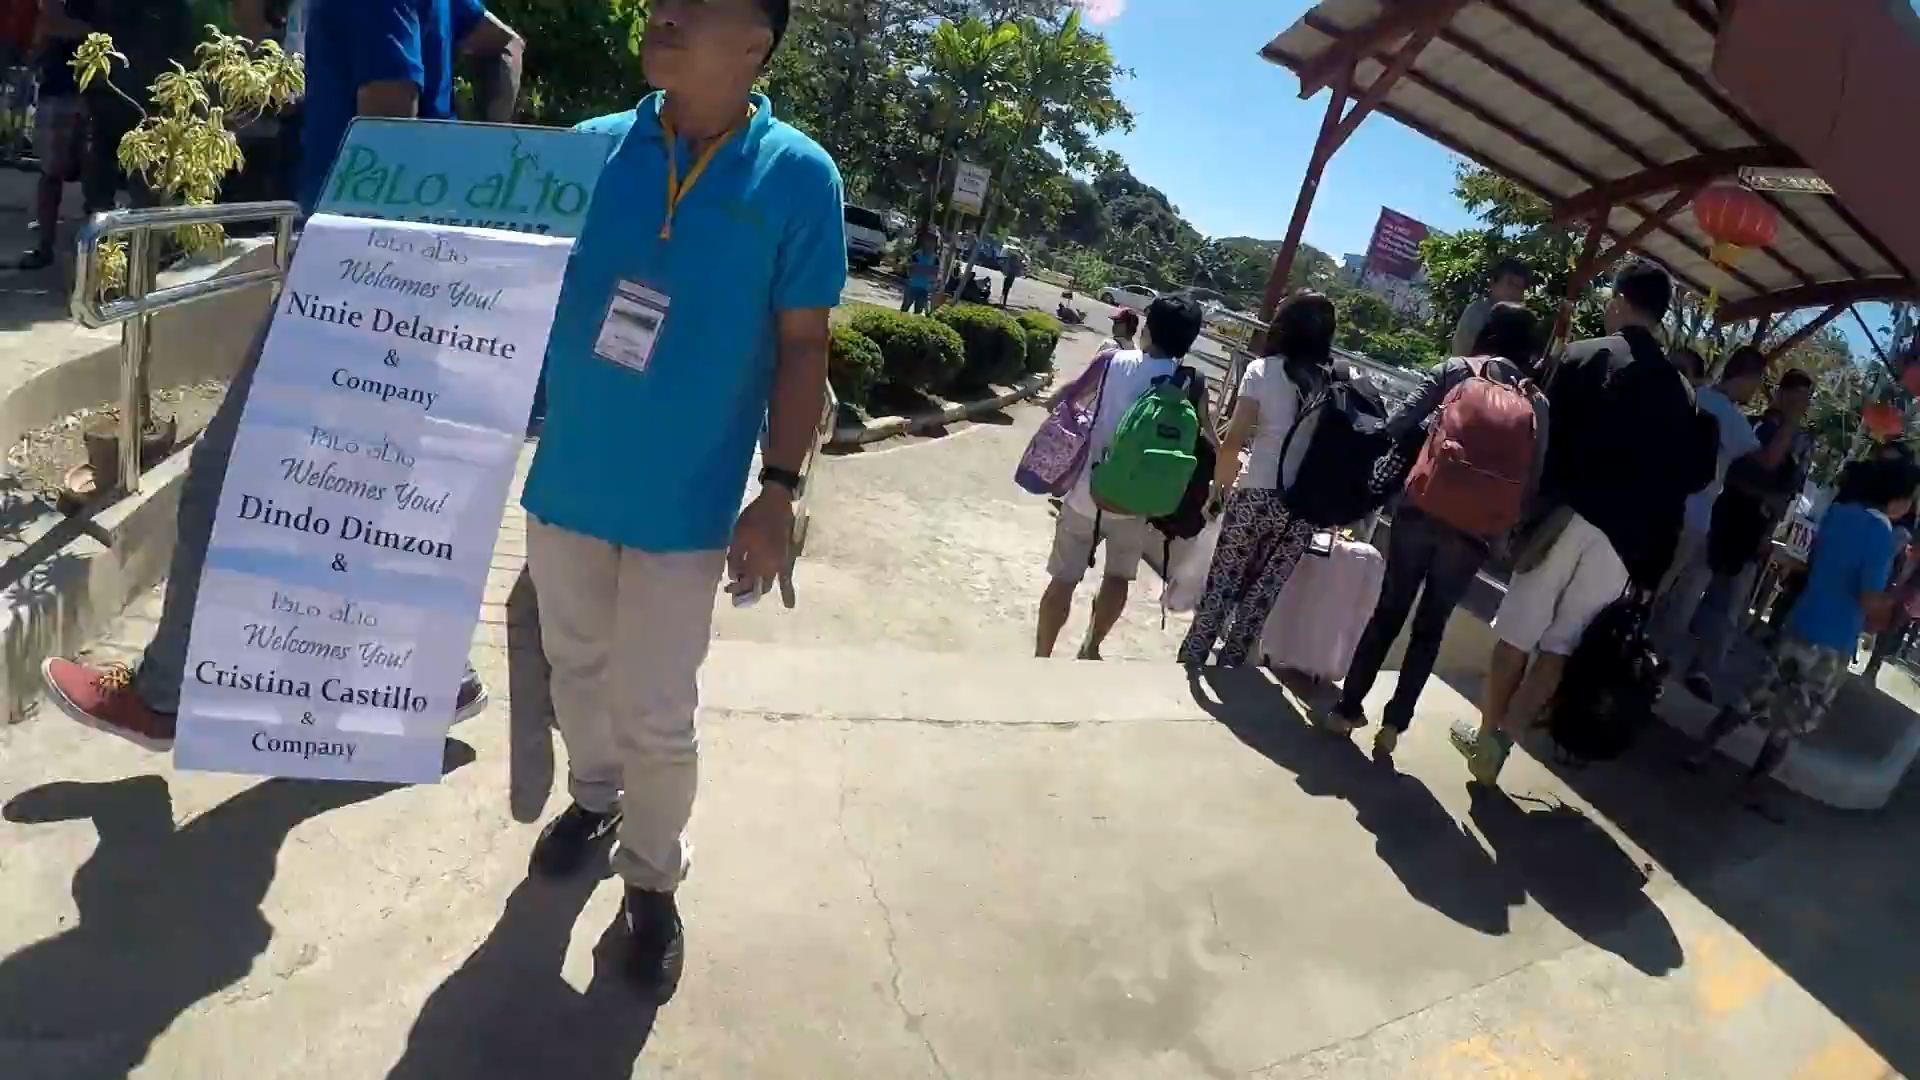 PaLo aLto
BREAKFAST
PaLo aLto
Welcomes You!
Ninie Delariarte
&
Company
PaLo aLto
Welcomes You!
Dindo Dimzon
&
PaLo aLto
Welcomes You!
Cristina Castillo
&
Company